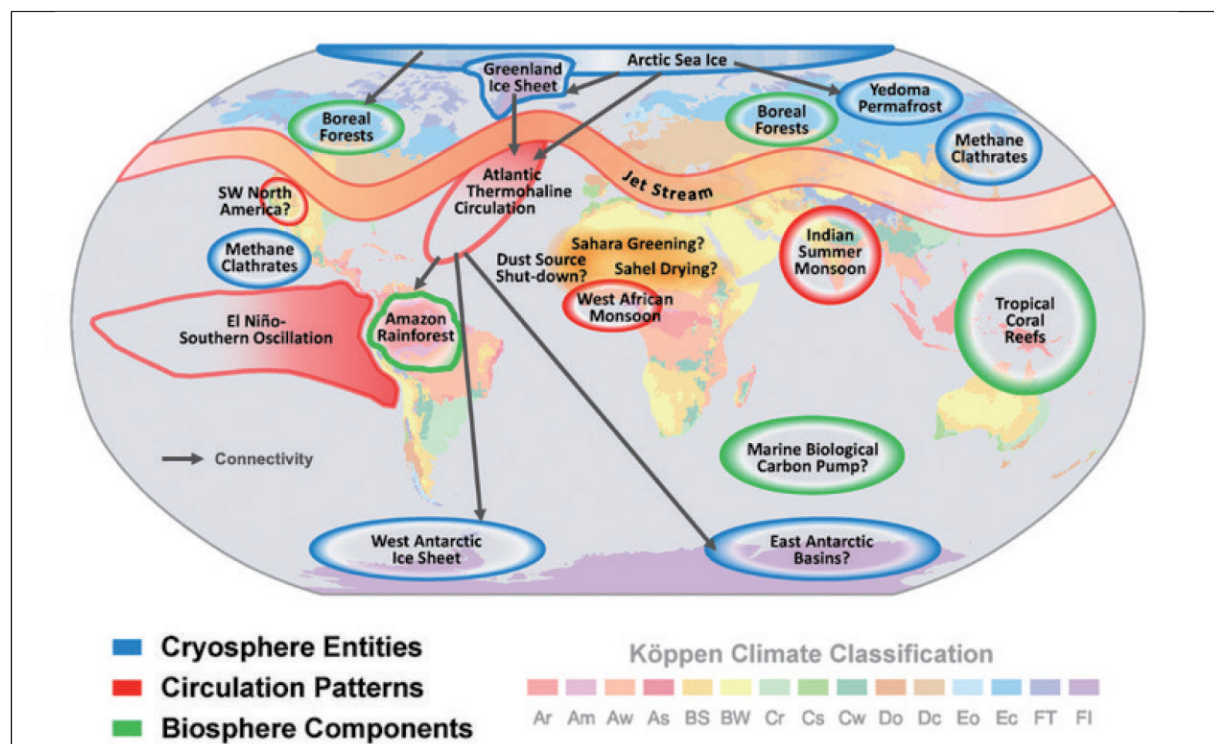 Arctic Sea Ice
Greenland
Ice Sheet
Yedoma
Permafrost
Boreal
Forests
Boreal
Forests
Methane
Clathrates
Jet Stream
Atlantic
Thermohaline
Circulation
SW North
America?
Methane
Clathrates
Sahara Greening?
Dust Source
Shut-down?
Sahel Drying?
Indian
Summer
Monsoon
West African
Monsoon
Tropical
Coral
Reefs
El Niño-
Southern Oscillation
Amazon
Rainforest
Connectivity
Marine Biological
Carbon Pump?
West Antarctic
Ice Sheet
East Antarctic
Basins?
Cryosphere Entities
Circulation Patterns
Biosphere Components
Köppen Climate Classification
Ar Am Aw As BS BW Cr Cs Cw Do Dc Eo Ec FT FI